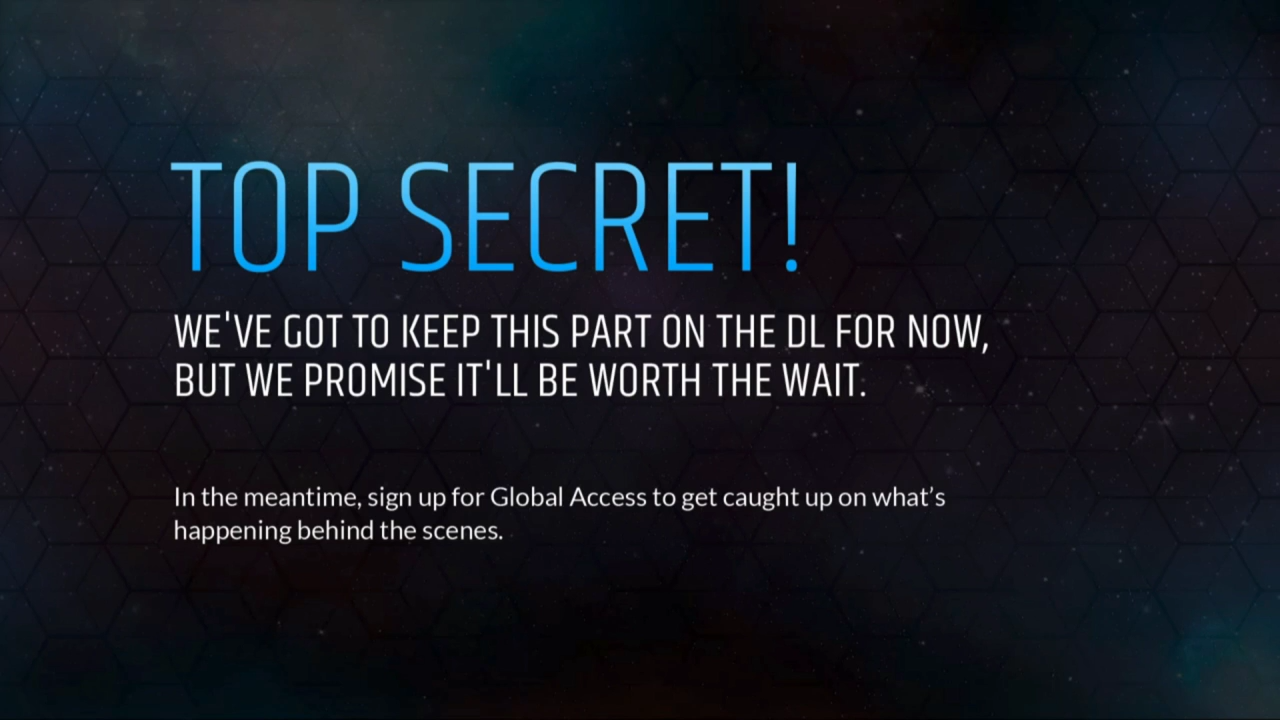 TOP SECRET!
WE'VE GOT TO KEEP THIS PART ON THE DL FOR NOW,
BUT WE PROMISE IT'LL BE WORTH THE WAIT.
In the meantime, sign up for Global Access to get caught up on what’s
happening behind the scenes.